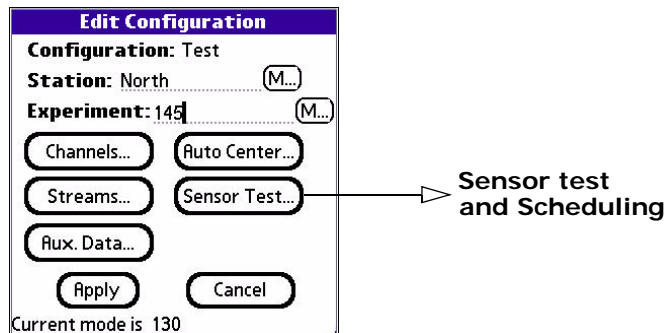 Edit Configuration
Configuration: Test
Station: North (M...)
Experiment: 145 (M...)
Channels... Auto Center...
Streams... Sensor Test...
Aux. Data...
Apply Cancel
Current mode is 130
Sensor test
and Scheduling